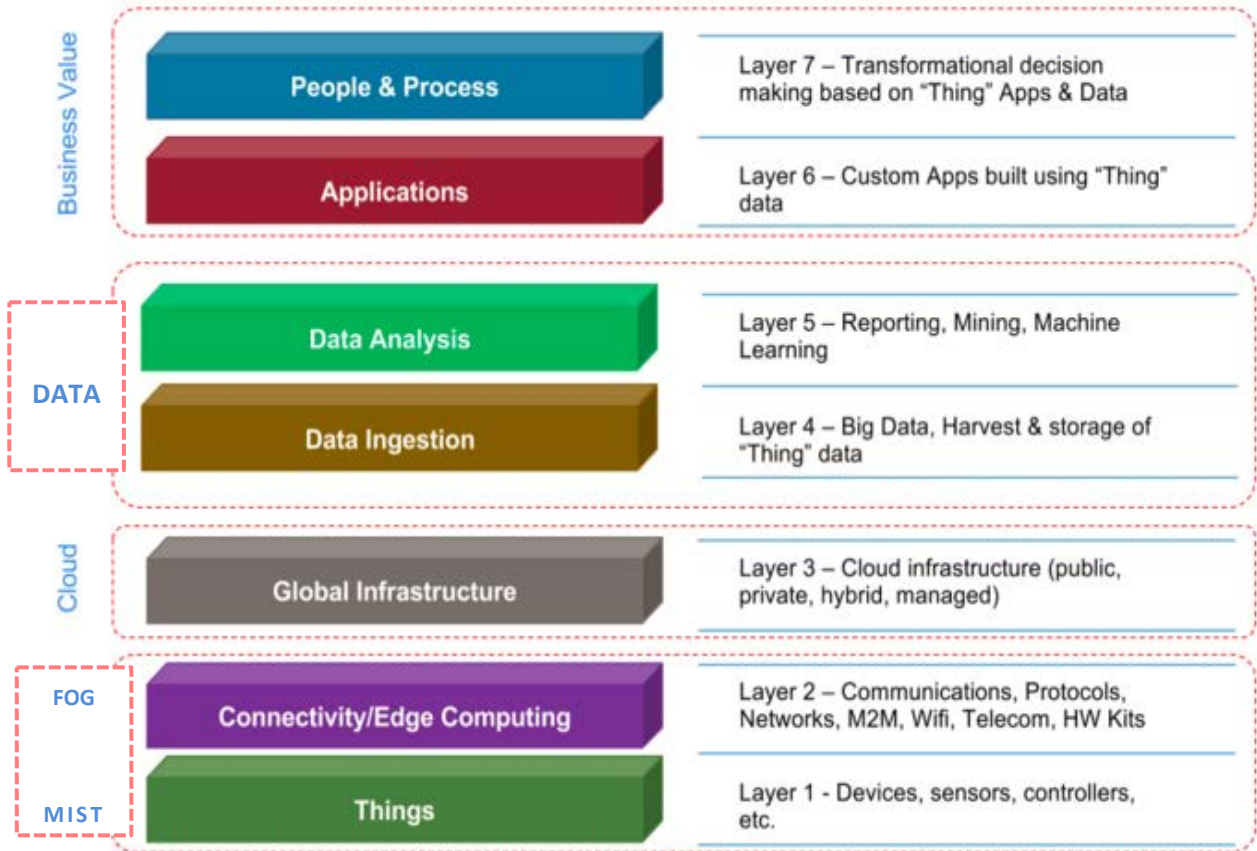 Business Value
People & Process
Layer 7 – Transformational decision
making based on “Thing” Apps & Data
Applications
Layer 6 – Custom Apps built using “Thing”
data
DATA
Data Analysis
Layer 5 – Reporting, Mining, Machine
Learning
Data Ingestion
Layer 4 – Big Data, Harvest & storage of
“Thing” data
Cloud
Global Infrastructure
Layer 3 – Cloud infrastructure (public,
private, hybrid, managed)
FOG
Connectivity/Edge Computing
Layer 2 – Communications, Protocols,
Networks, M2M, Wifi, Telecom, HW Kits
MIST
Things
Layer 1 - Devices, sensors, controllers,
etc.